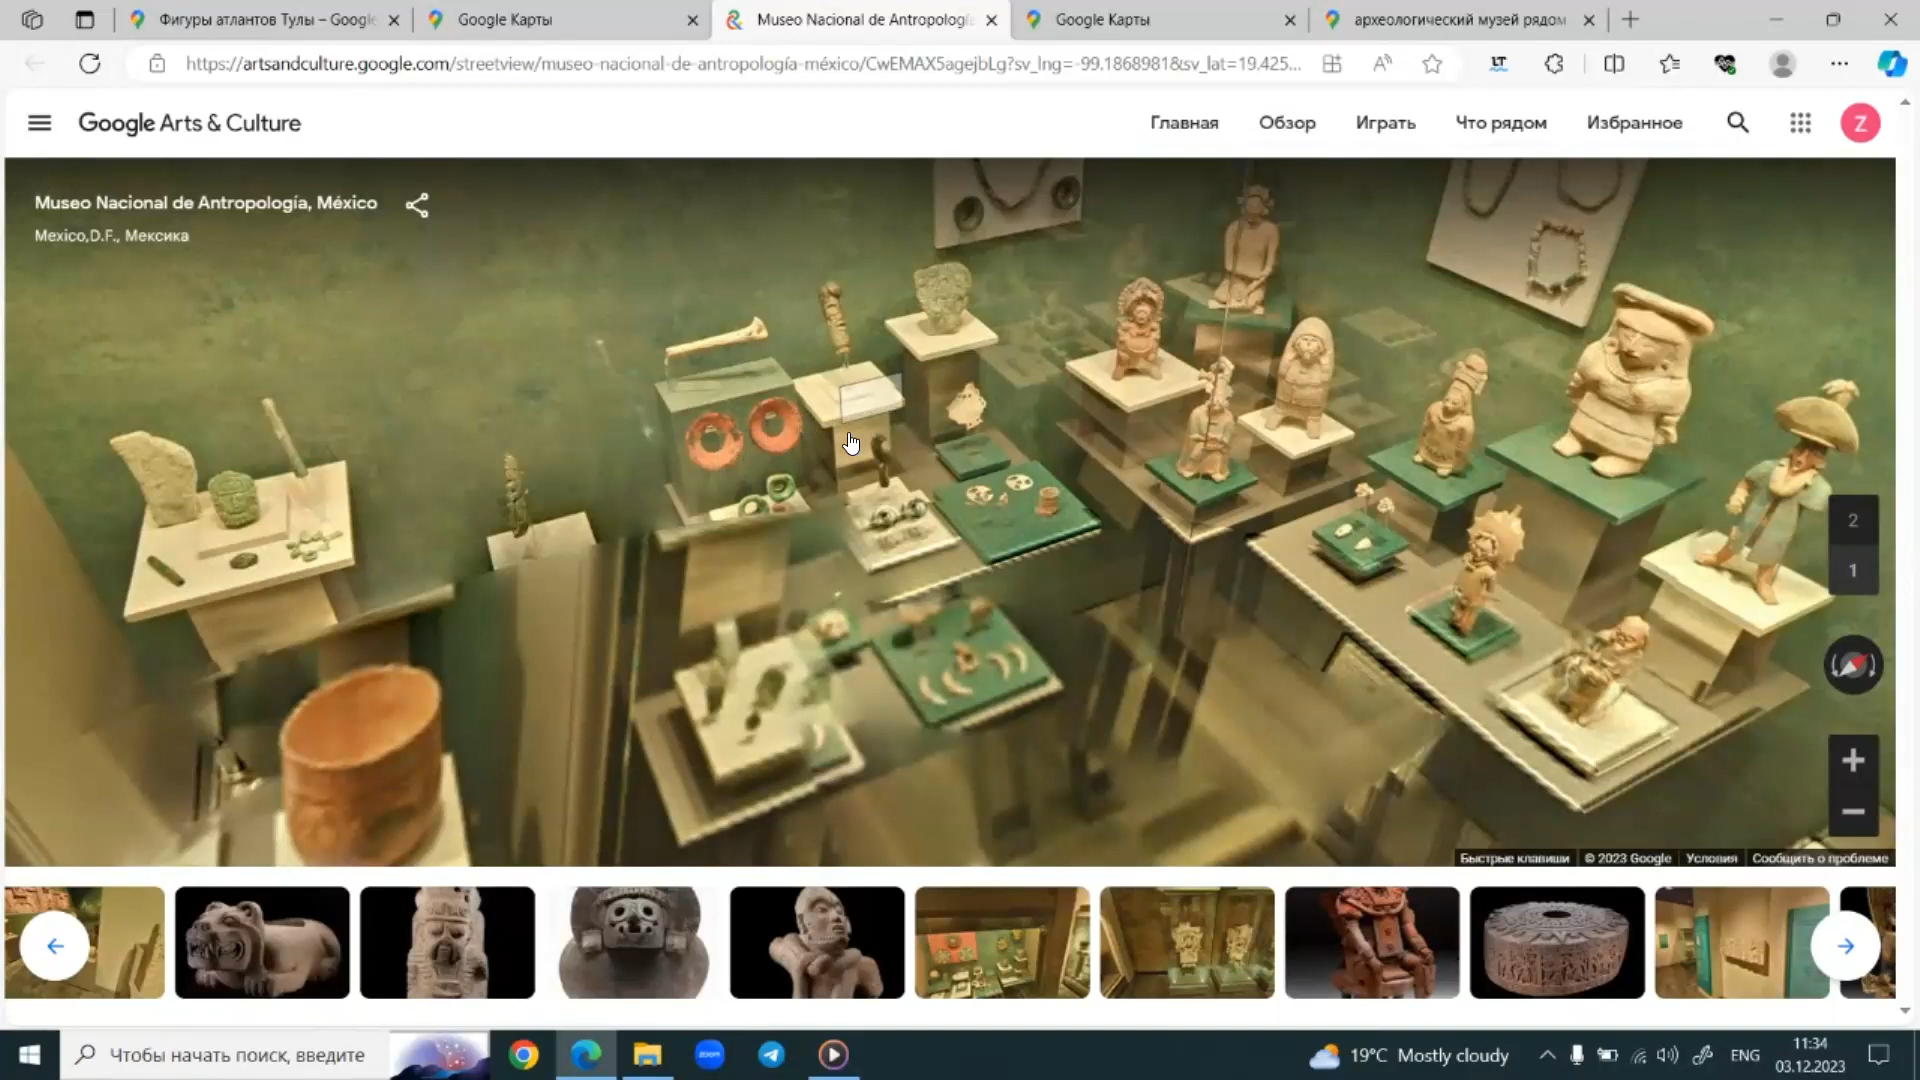 Фигуры атлантов Тулы – Google
Google Карты
Museo Nacional de Antropologí
Google Карты
археологический музей рядом
https://artsandculture.google.com/streetview/museo-nacional-de-antropología-méxico/CwEMAX5agejbLg?sv_lng=-99.1868981&sv_lat=19.425...
Google Arts & Culture
Главная
Обзор
Играть
Что рядом
Избранное
Z
Museo Nacional de Antropología, México
Mexico,D.F., Мексика
2
1
Быстрые клавиши
© 2023 Google
Условия
Сообщить о проблеме
Чтобы начать поиск, введите
zoom
19°C Mostly cloudy
ENG
11:34
03.12.2023